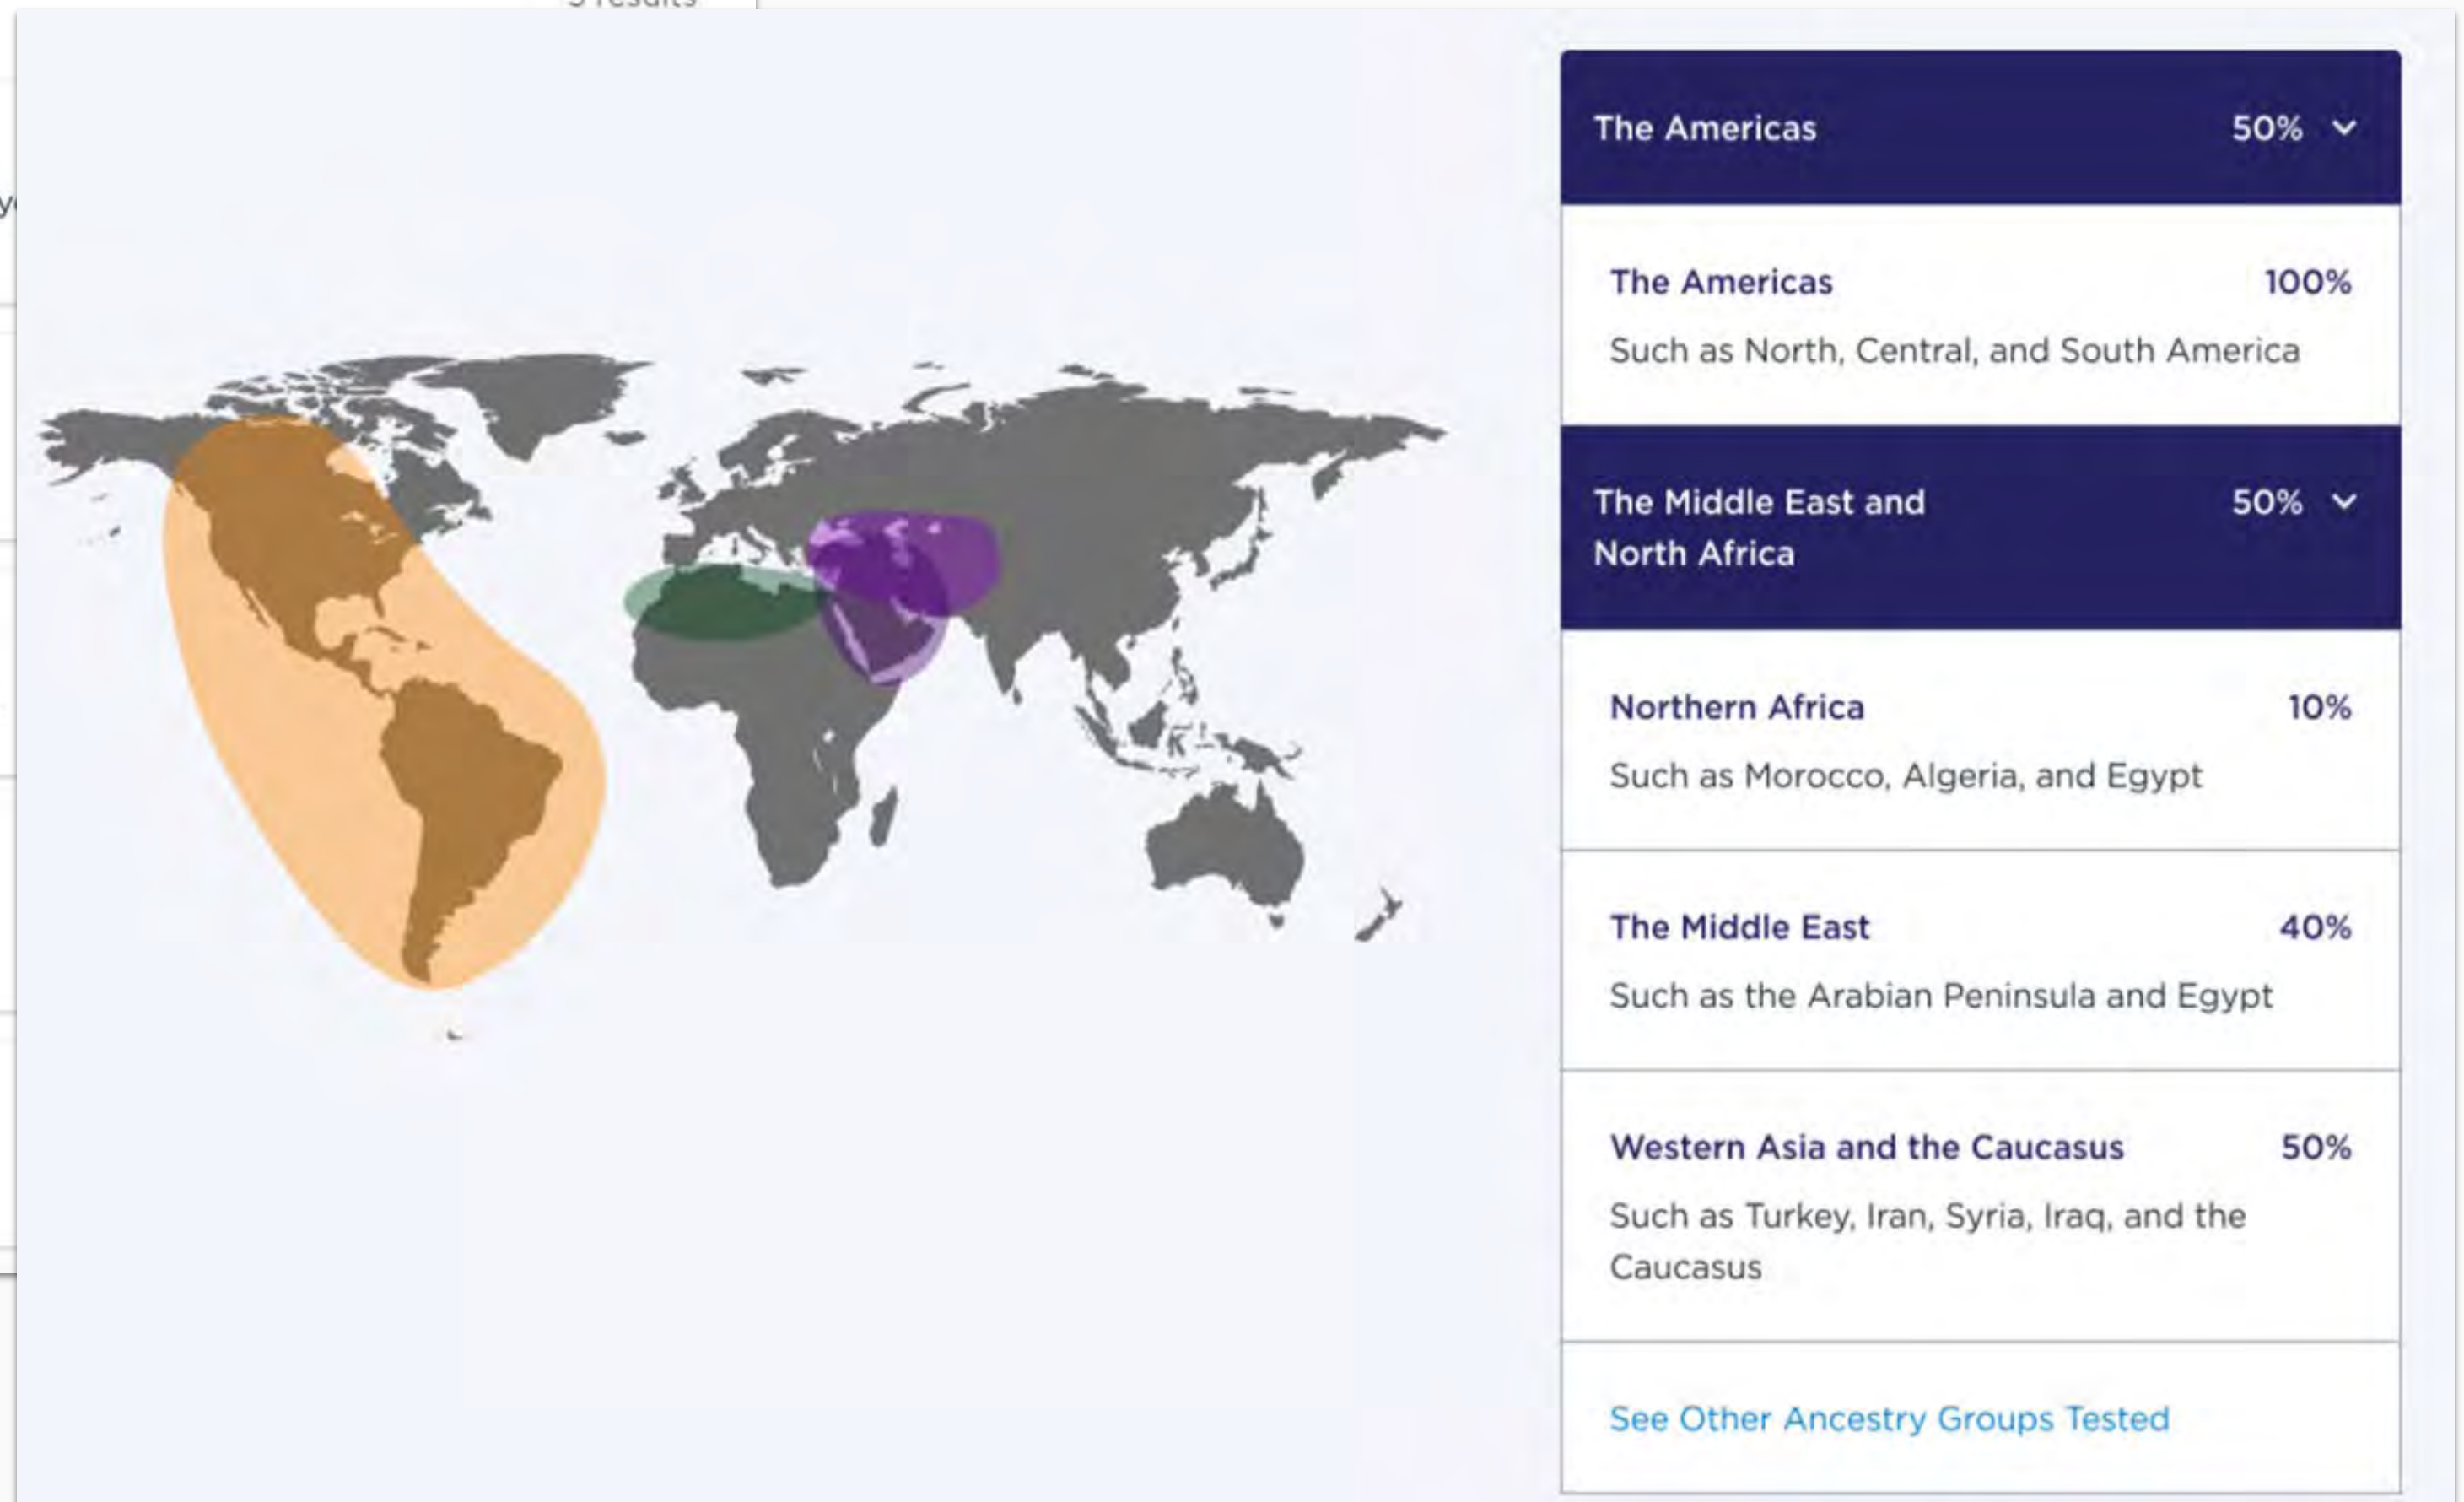 The Americas 50%
The Americas 100%
Such as North, Central, and South America
The Middle East and 50%
North Africa
Northern Africa 10%
Such as Morocco, Algeria, and Egypt
The Middle East 40%
Such as the Arabian Peninsula and Egypt
Western Asia and the Caucasus 50%
Such as Turkey, Iran, Syria, Iraq, and the
Caucasus
See Other Ancestry Groups Tested